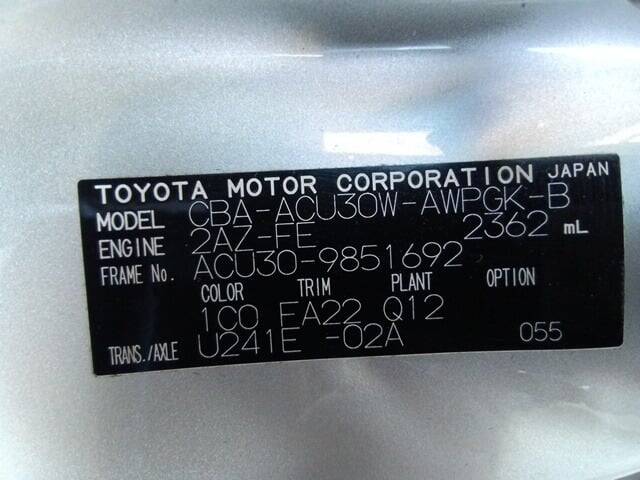 TOYOTA MOTOR CORPORATION JAPAN
MODEL CBA-ACU30W-AWPGK-B
ENGINE 2AZ-FE 2362 mL
FRAME No. ACU30-9851692
COLOR TRIM PLANT OPTION
1C0 EA22 Q12
TRANS./AXLE U241E -02A 055